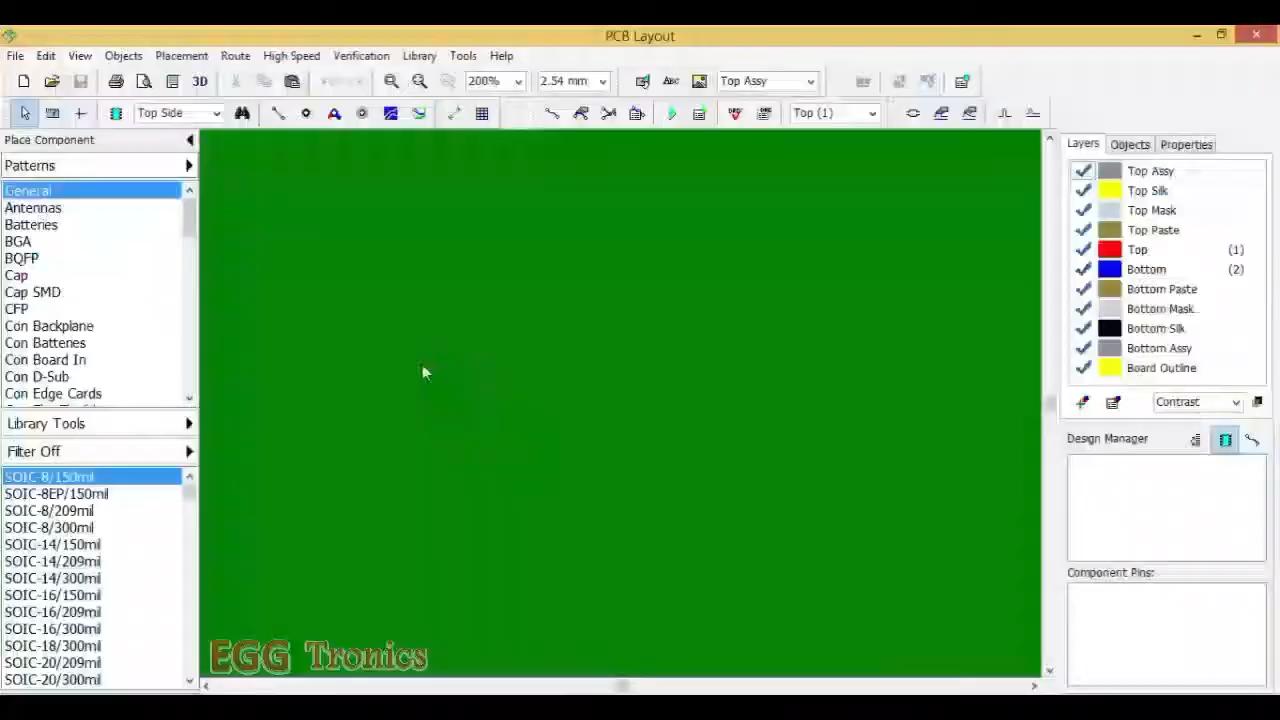 PCB Layout
File Edit View Objects Placement Route High Speed Verification Library Tools Help
3D 200% 2.54 mm Abc Top Assy
Top Side Top (1)
Place Component
Patterns
General
Antennas
Batteries
BGA
BQFP
Cap
Cap SMD
CFP
Con Backplane
Con Batteries
Con Board In
Con D-Sub
Con Edge Cards
Library Tools
Filter Off
SOIC-8/150mil
SOIC-8EP/150mil
SOIC-8/209mil
SOIC-8/300mil
SOIC-14/150mil
SOIC-14/209mil
SOIC-14/300mil
SOIC-16/150mil
SOIC-16/209mil
SOIC-16/300mil
SOIC-18/300mil
SOIC-20/209mil
SOIC-20/300mil
EGG Tronics
Layers Objects Properties
Top Assy
Top Silk
Top Mask
Top Paste
Top (1)
Bottom (2)
Bottom Paste
Bottom Mask
Bottom Silk
Bottom Assy
Board Outline
Contrast
Design Manager
Component Pins: